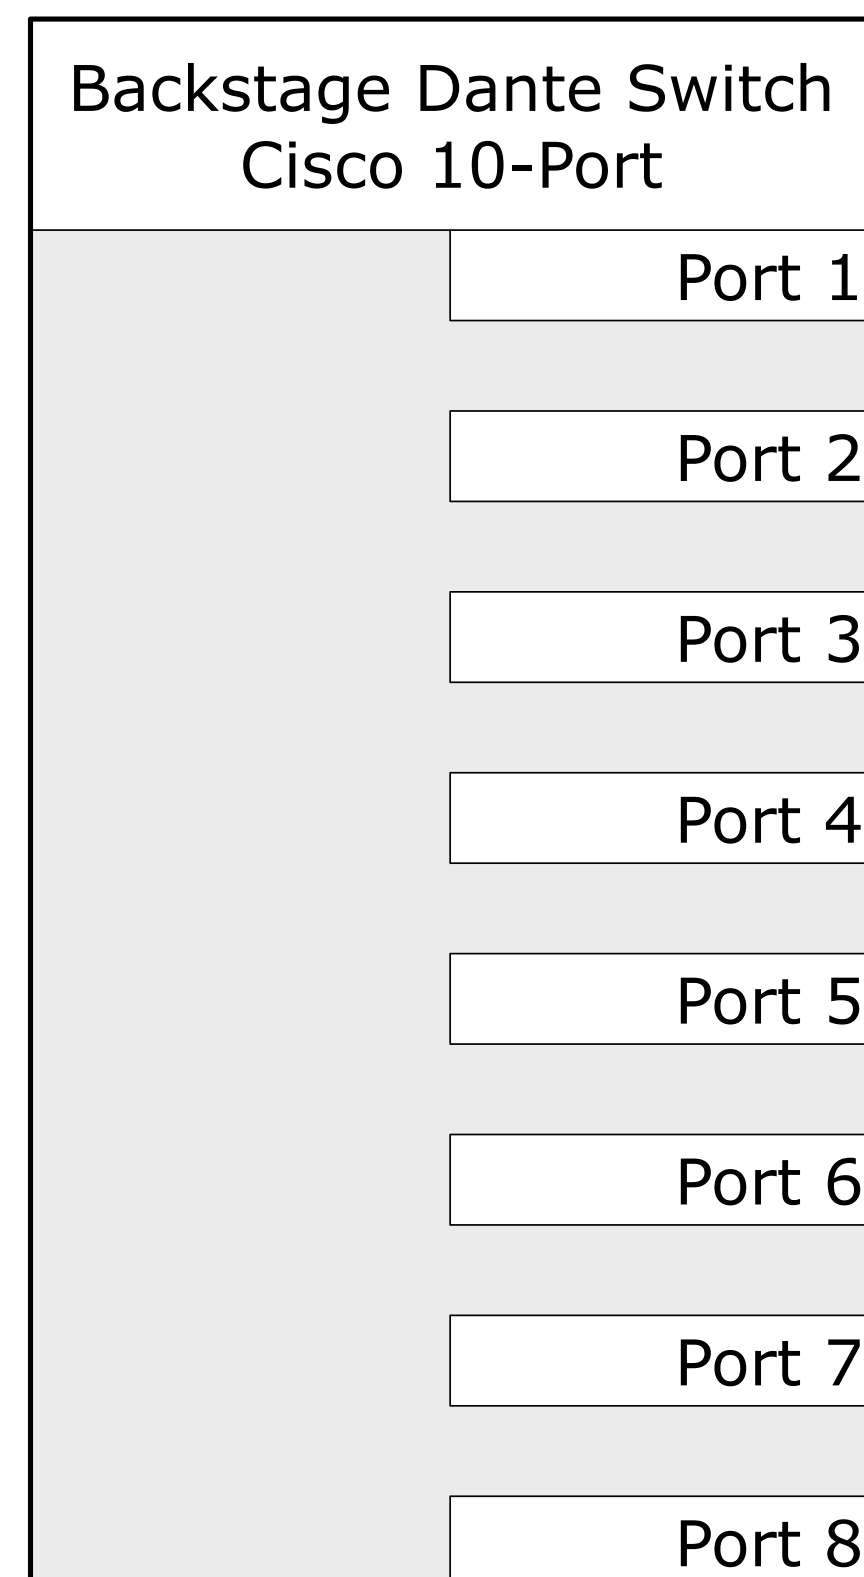 Backstage Dante Switch
Cisco 10-Port
Port 1
Port 2
Port 3
Port 4
Port 5
Port 6
Port 7
Port 8